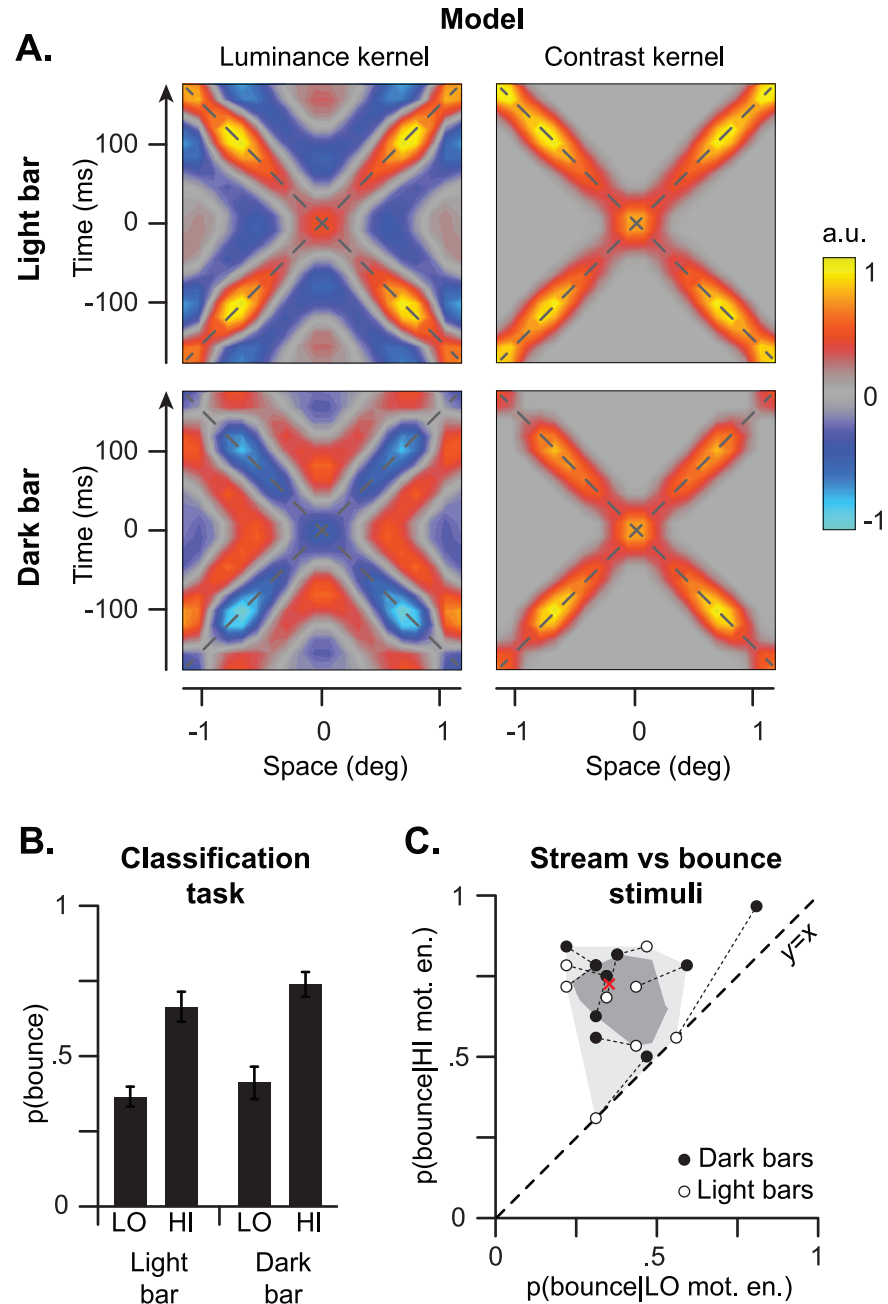 Model
A.
Luminance kernel
Contrast kernel
Light bar
Time (ms)
100
0
-100
a.u.
1
0
-1
Dark bar
Time (ms)
100
0
-100
-1
0
1
-1
0
1
Space (deg)
Space (deg)
B.
Classification
task
p(bounce)
1
.5
0
LO
HI
LO
HI
Light
bar
Dark
bar
C.
Stream vs bounce
stimuli
p(bounce|HI mot. en.)
1
.5
0
y=x
Dark bars
Light bars
0
.5
1
p(bounce|LO mot. en.)